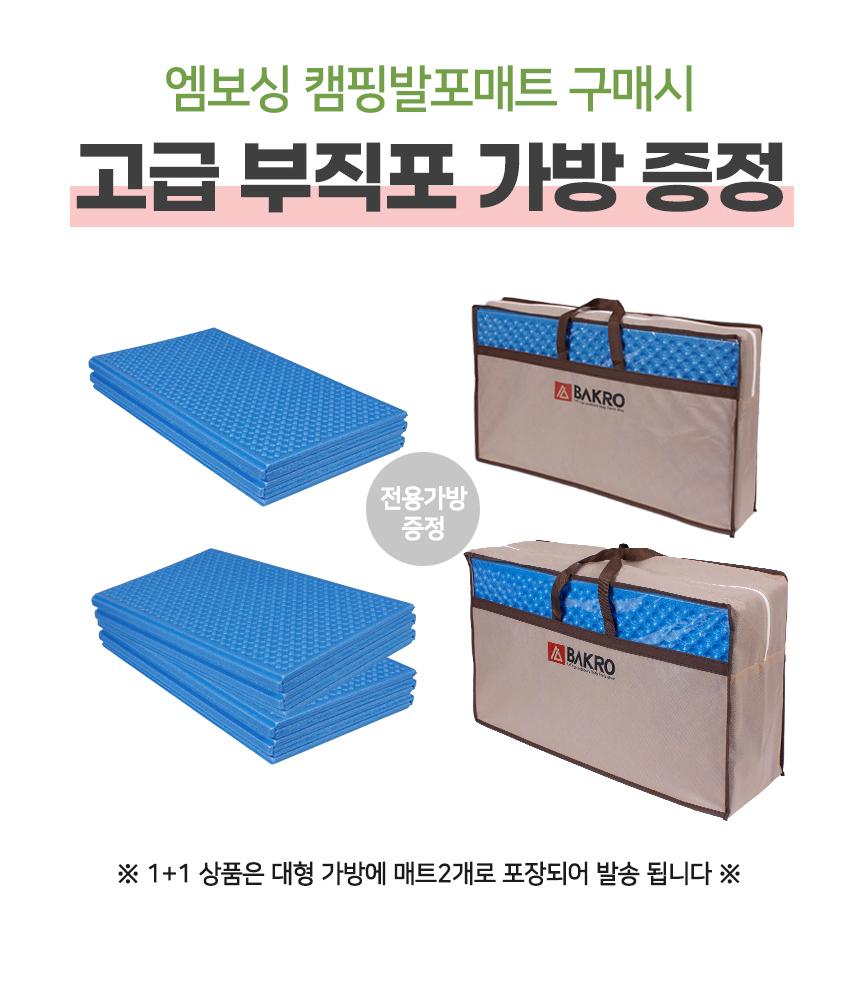 엠보싱 캠핑발포매트 구매시
고급 부직포 가방 증정
BAKRO
전용가방
증정
BAKRO
※ 1+1 상품은 대형 가방에 매트2개로 포장되어 발송 됩니다 ※